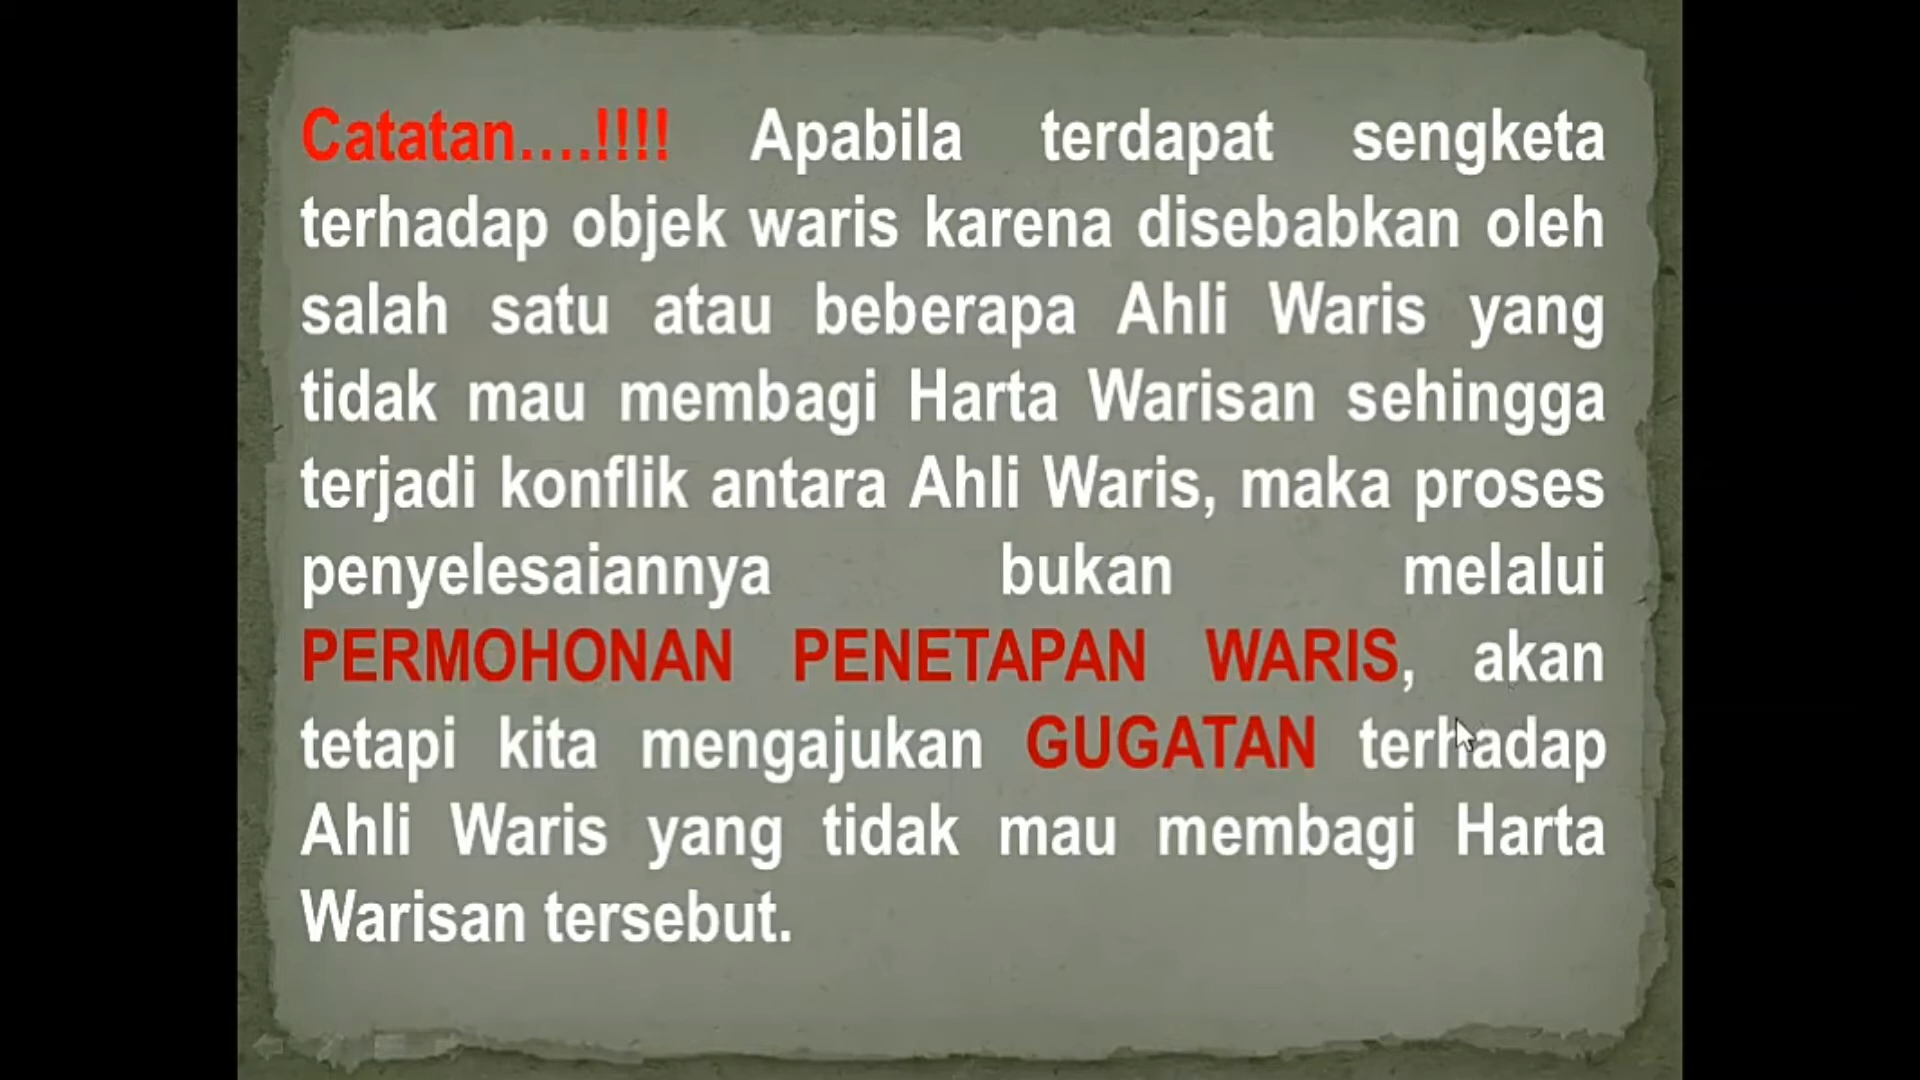 Catatan....!!!! Apabila terdapat sengketa
terhadap objek waris karena disebabkan oleh
salah satu atau beberapa Ahli Waris yang
tidak mau membagi Harta Warisan sehingga
terjadi konflik antara Ahli Waris, maka proses
penyelesaiannya bukan melalui
PERMOHONAN PENETAPAN WARIS, akan
tetapi kita mengajukan GUGATAN terhadap
Ahli Waris yang tidak mau membagi Harta
Warisan tersebut.